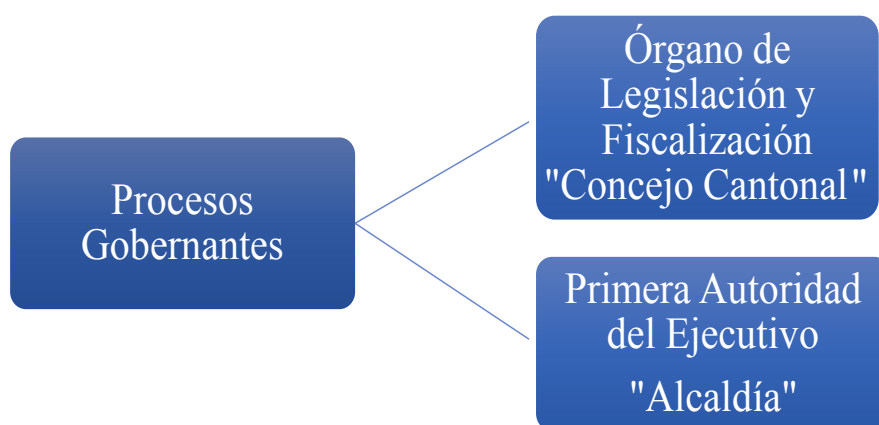 Procesos
Gobernantes
Órgano de
Legislación y
Fiscalización
"Concejo Cantonal"
Primera Autoridad
del Ejecutivo
"Alcaldía"